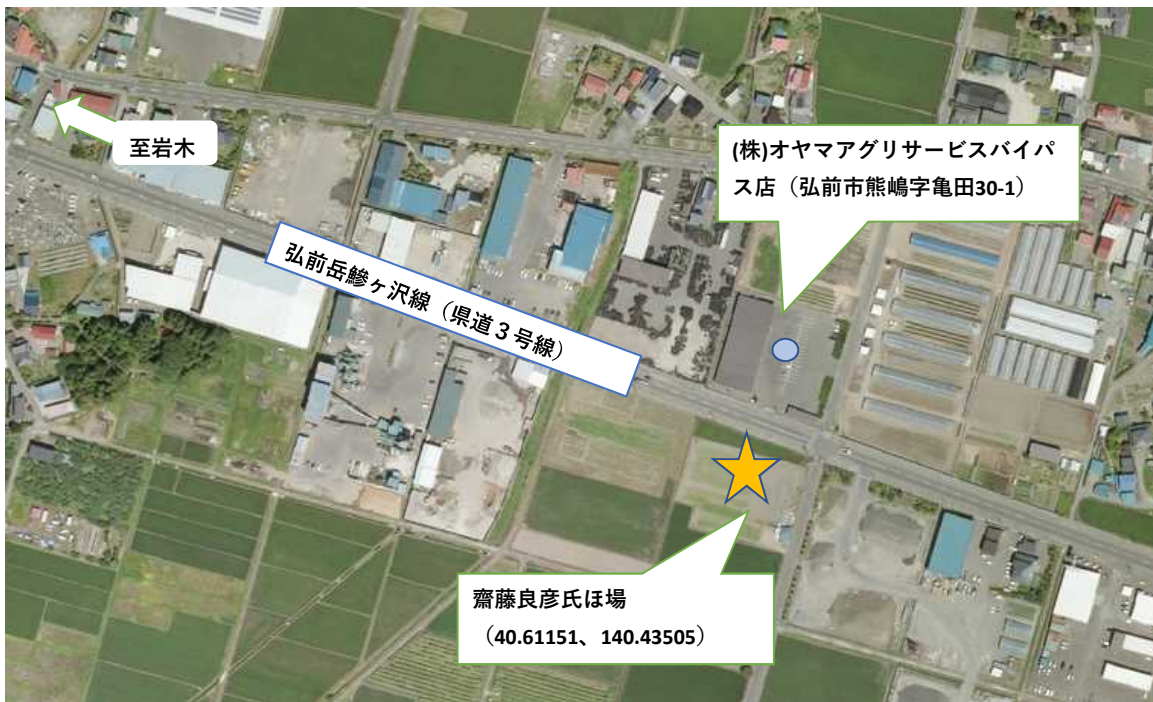 至岩木
(株)オヤマアグリサービスバイパ
ス店（弘前市熊嶋字亀田30-1）
弘前岳鰺ヶ沢線（県道３号線）
齋藤良彦氏ほ場
（40.61151、140.43505）